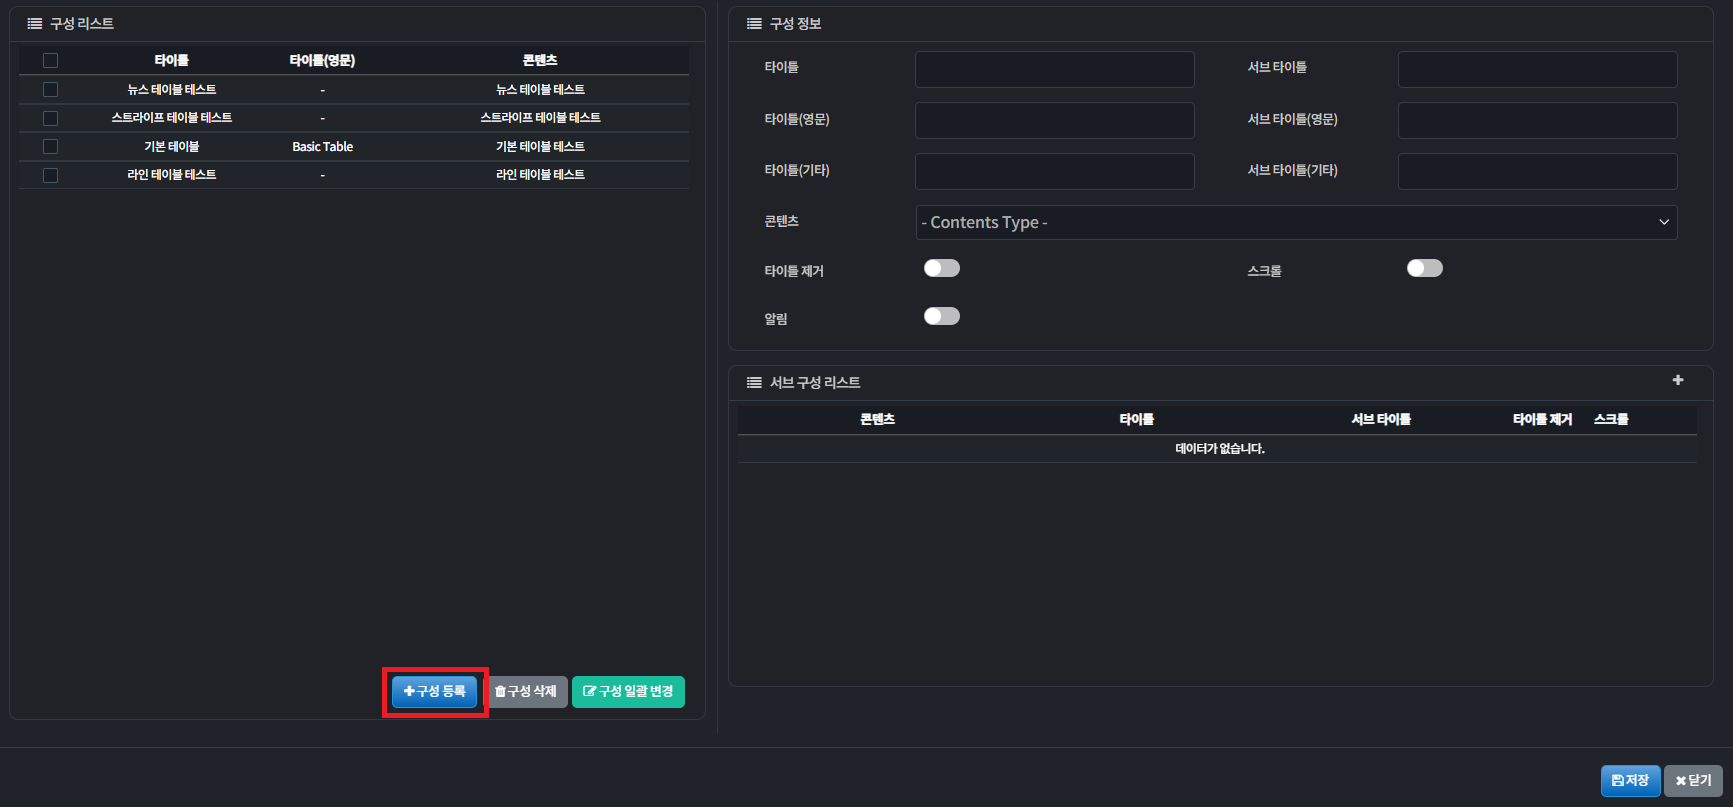 구성 리스트
타이틀 타이틀(영문) 콘텐츠
뉴스 테이블 테스트 - 뉴스 테이블 테스트
스트라이프 테이블 테스트 - 스트라이프 테이블 테스트
기본 테이블 Basic Table 기본 테이블 테스트
라인 테이블 테스트 - 라인 테이블 테스트
구성 등록 구성 삭제 구성 일괄 변경
구성 정보
타이틀 서브 타이틀
타이틀(영문) 서브 타이틀(영문)
타이틀(기타) 서브 타이틀(기타)
콘텐츠 - Contents Type -
타이틀 제거 스크롤
알림
서브 구성 리스트
콘텐츠 타이틀 서브 타이틀 타이틀 제거 스크롤
데이터가 없습니다.
저장 닫기